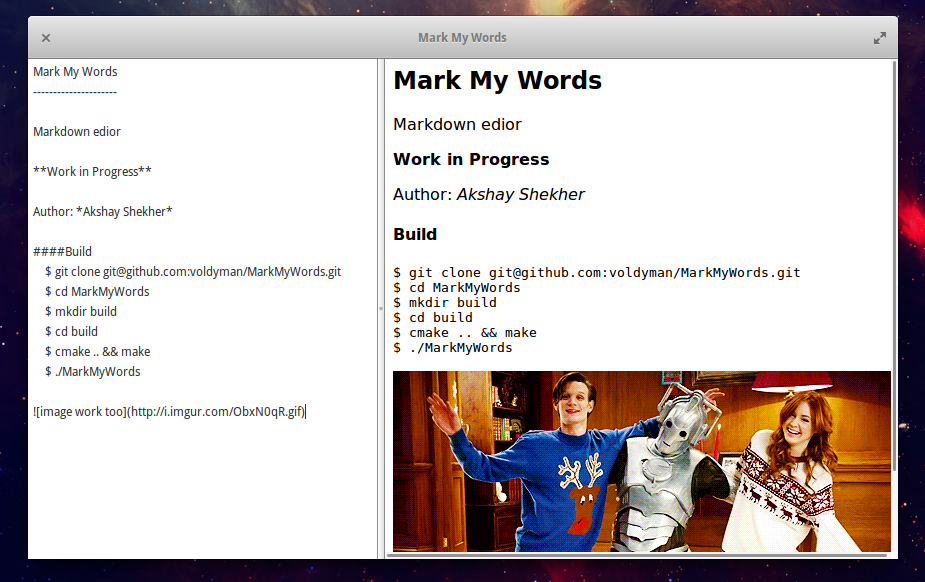 Mark My Words
Mark My Words
---------------------
Markdown edior
**Work in Progress**
Author: *Akshay Shekher*
####Build
$ git clone git@github.com:voldyman/MarkMyWords.git
$ cd MarkMyWords
$ mkdir build
$ cd build
$ cmake .. && make
$ ./MarkMyWords
![image work too](http://i.imgur.com/ObxN0qR.gif)
Mark My Words
Markdown edior
Work in Progress
Author: Akshay Shekher
Build
$ git clone git@github.com:voldyman/MarkMyWords.git
$ cd MarkMyWords
$ mkdir build
$ cd build
$ cmake .. && make
$ ./MarkMyWords